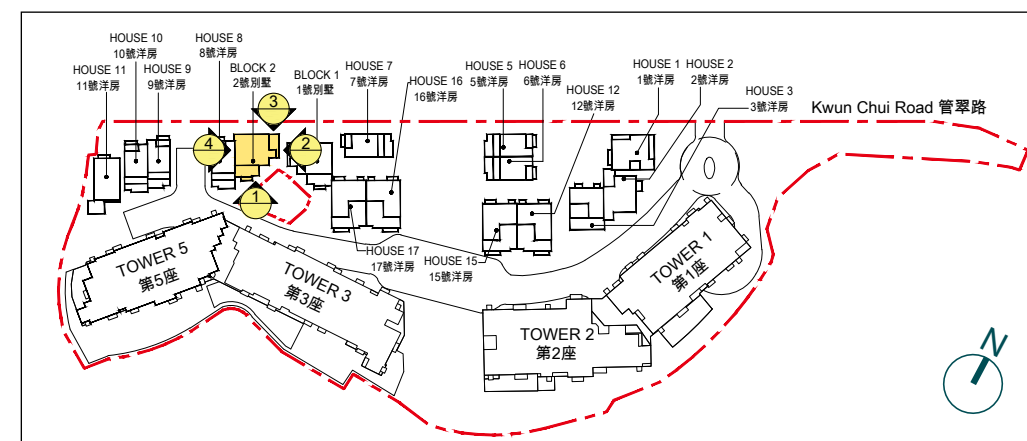 HOUSE 10
10號洋房
HOUSE 11
11號洋房
HOUSE 9
9號洋房
HOUSE 8
8號洋房
BLOCK 2
2號別墅
BLOCK 1
1號別墅
HOUSE 7
7號洋房
HOUSE 16
16號洋房
HOUSE 5
5號洋房
HOUSE 6
6號洋房
HOUSE 12
12號洋房
HOUSE 1
1號洋房
HOUSE 2
2號洋房
HOUSE 3
3號洋房
Kwun Chui Road 管翠路
3
4
2
1
HOUSE 17
17號洋房
HOUSE 15
15號洋房
TOWER 5
第5座
TOWER 3
第3座
TOWER 2
第2座
TOWER 1
第1座
N